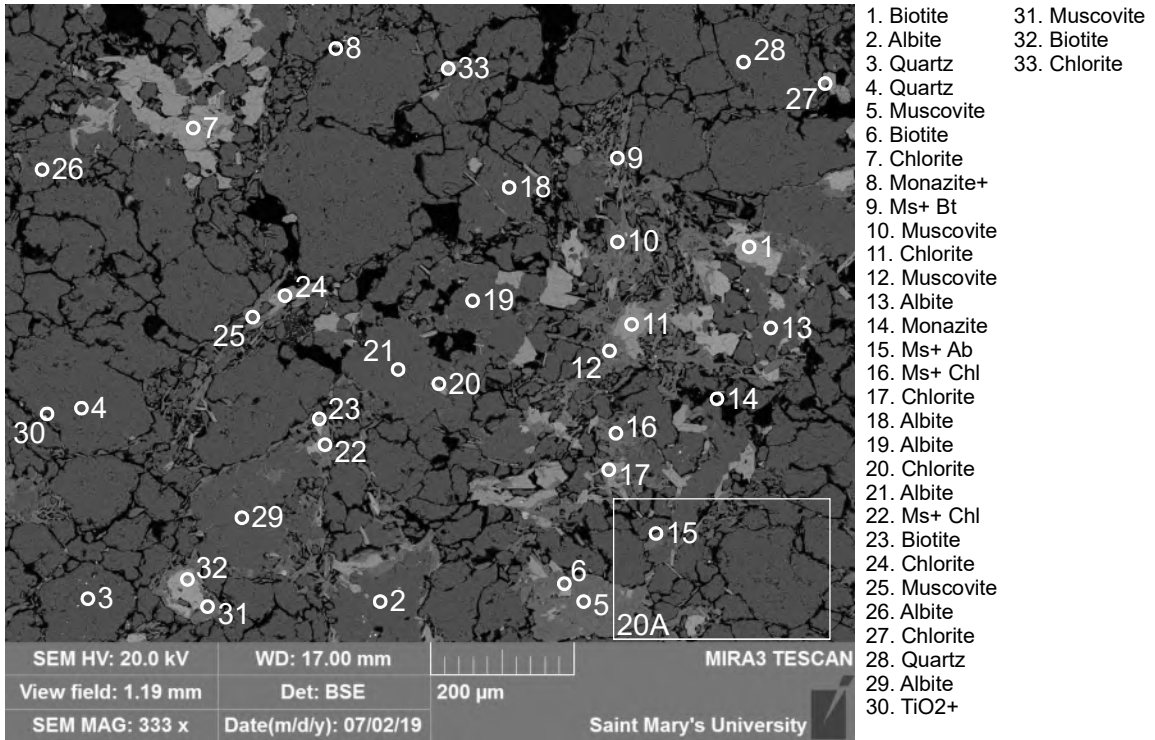 8
28
33
27
7
26
9
18
10
1
24
19
11
25
13
21
12
20
14
4
23
30
16
22
17
29
15
32
6
3
2
5
31
20A
SEM HV: 20.0 kV
WD: 17.00 mm
MIRA3 TESCAN
View field: 1.19 mm
Det: BSE
200 µm
SEM MAG: 333 x
Date(m/d/y): 07/02/19
Saint Mary's University
1. Biotite
2. Albite
3. Quartz
4. Quartz
5. Muscovite
6. Biotite
7. Chlorite
8. Monazite+
9. Ms+ Bt
10. Muscovite
11. Chlorite
12. Muscovite
13. Albite
14. Monazite
15. Ms+ Ab
16. Ms+ Chl
17. Chlorite
18. Albite
19. Albite
20. Chlorite
21. Albite
22. Ms+ Chl
23. Biotite
24. Chlorite
25. Muscovite
26. Albite
27. Chlorite
28. Quartz
29. Albite
30. TiO2+
31. Muscovite
32. Biotite
33. Chlorite